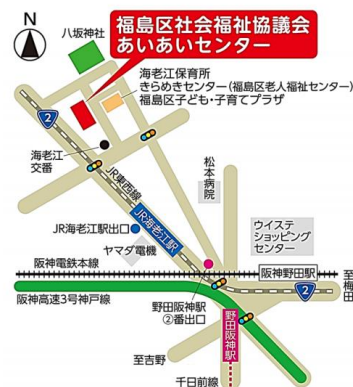 N
八坂神社
福島区社会福祉協議会
あいあいセンター
海老江保育所
きらめきセンター(福島区老人福祉センター)
福島区子ども・子育てプラザ
2
海老江
交番
JR東西線
松本病院
JR海老江駅出口
JR海老江駅
ヤマダ電機
ウイステ
ショッピング
センター
阪神電鉄本線
阪神野田駅
至梅田
阪神高速3号神戸線
野田阪神駅
②番出口
2
野田阪神駅
至吉野
千日前線